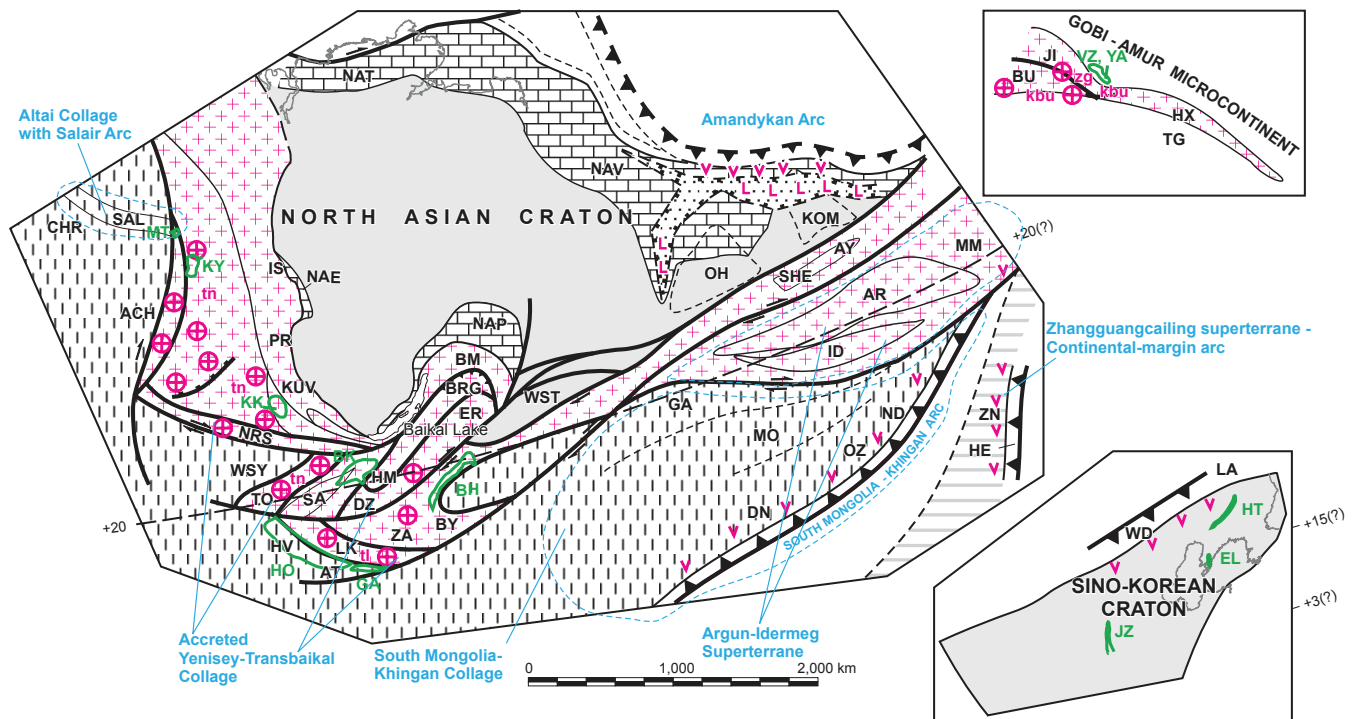 GOBI - AMUR MICROCONTINENT
JI
VZ, YA
BU
zg
kbu
kbu
HX
TG
NAT
Altai Collage
with Salair Arc
Amandykan Arc
NAV
SAL
CHR
MT
NORTH ASIAN CRATON
KOM
+20(?)
KY
IS
NAE
tn
OH
AY
SHE
MM
ACH
AR
Zhangguangcailing superterrane -
Continental-margin arc
NAP
PR
BM
ID
tn
KUV
BRG
WST
GA
ND
KK
ER
ZN
Baikal Lake
NRS
MO
OZ
HE
WSY
BK
tn
HM
LA
TO
SA
DZ
BH
DN
SOUTH MONGOLIA - KHINGAN ARC
HT
+20
BY
ZA
+15(?)
WD
HV
LK
tl
EL
HO
AT
GA
SINO-KOREAN
CRATON
+3(?)
JZ
Accreted
Yenisey-Transbaikal
Collage
South Mongolia-
Khingan Collage
Argun-Idermeg
Superterrane
0 1,000 2,000 km
L L L L L
L
L